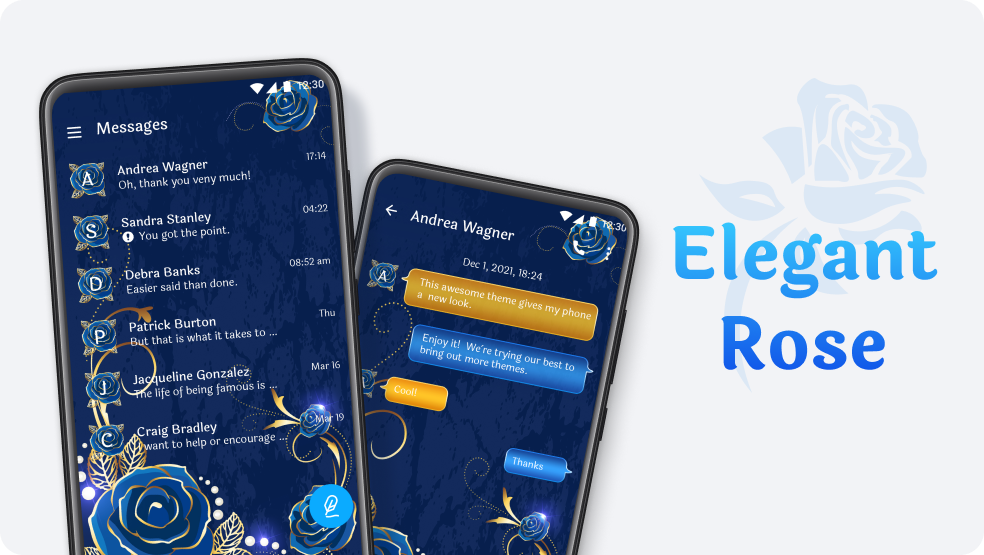 12:30
Messages
A
Andrea Wagner
17:14
Oh, thank you veny much!
S
Sandra Stanley
04:22
You got the point.
D
Debra Banks
08:52 am
Easier said than done.
P
Patrick Burton
Thu
But that is what it takes to ...
J
Jacqueline Gonzalez
Mar 16
The life of being famous is ...
C
Craig Bradley
Mar 19
want to help or encourage ...
12:30
Andrea Wagner
Dec 1, 2021, 18:24
A
This awesome theme gives my phone
a new look.
Enjoy it! We're trying our best to
bring out more themes.
Cool!
Thanks
Elegant
Rose